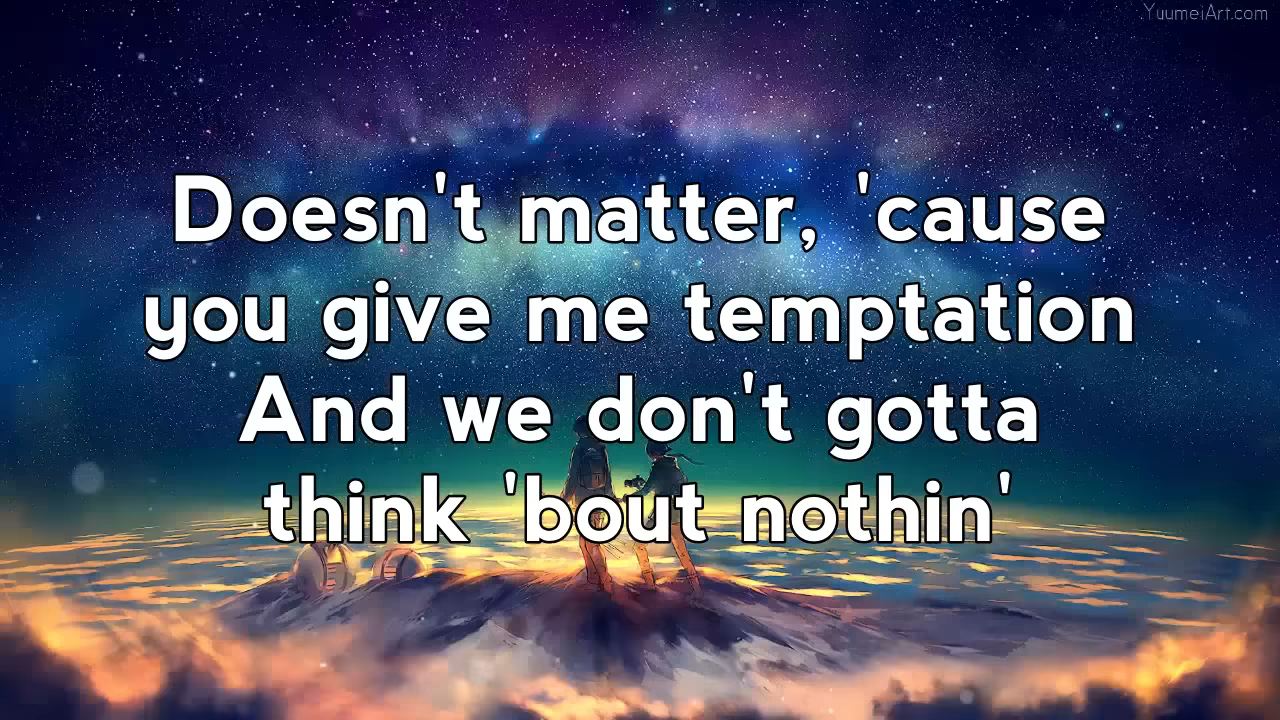 YuumeiArt.com
Doesn't matter, 'cause
you give me temptation
And we don't gotta
think 'bout nothin'